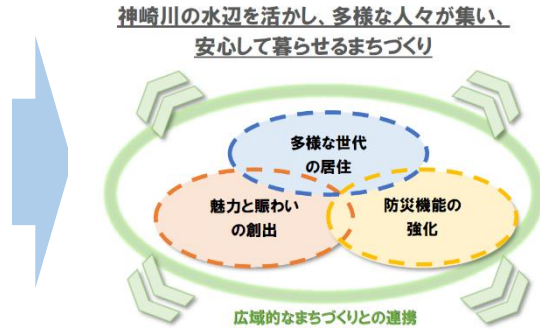 神崎川の水辺を活かし、多様な人々が集い、
安心して暮らせるまちづくり
多様な世代
の居住
魅力と賑わい
の創出
防災機能の
強化
広域的なまちづくりとの連携